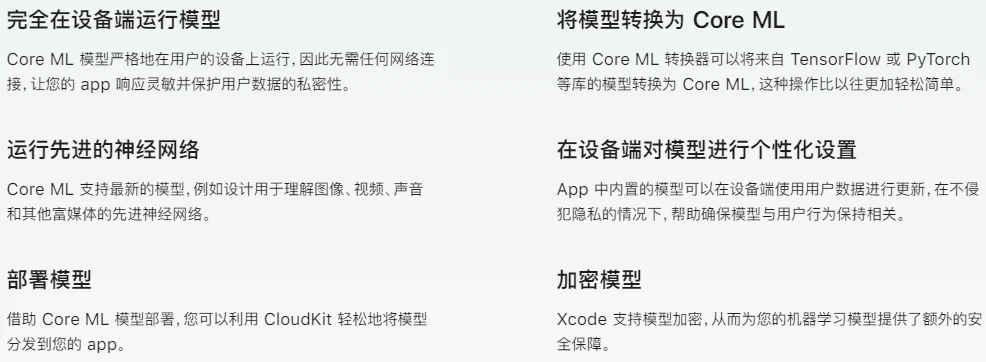 完全在设备端运行模型
Core ML 模型严格地在用户的设备上运行，因此无需任何网络连
接，让您的 app 响应灵敏并保护用户数据的私密性。
将模型转换为 Core ML
使用 Core ML 转换器可以将来自 TensorFlow 或 PyTorch
等库的模型转换为 Core ML，这种操作比以往更加轻松简单。
运行先进的神经网络
Core ML 支持最新的模型，例如设计用于理解图像、视频、声音
和其他富媒体的先进神经网络。
在设备端对模型进行个性化设置
App 中内置的模型可以在设备端使用用户数据进行更新，在不侵
犯隐私的情况下，帮助确保模型与用户行为保持相关。
部署模型
借助 Core ML 模型部署，您可以利用 CloudKit 轻松地将模型
分发到您的 app。
加密模型
Xcode 支持模型加密，从而为您的机器学习模型提供了额外的安
全保障。